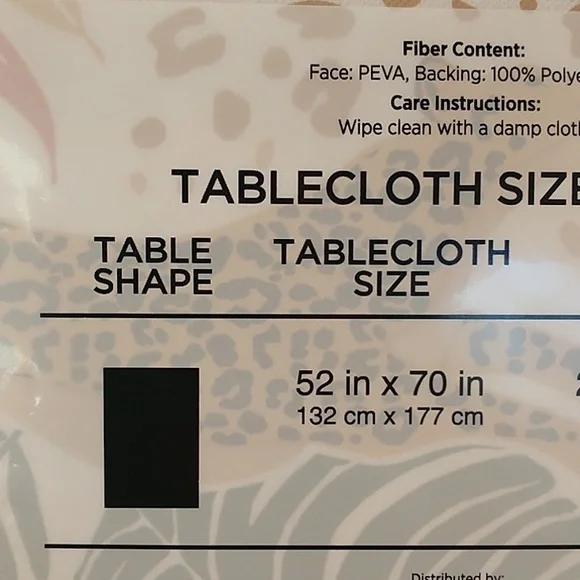 Fiber Content:
Face: PEVA, Backing: 100% Polye
Care Instructions:
Wipe clean with a damp cloth
TABLECLOTH SIZE
TABLE SHAPE
TABLECLOTH SIZE
52 in x 70 in
132 cm x 177 cm
Distributed by: